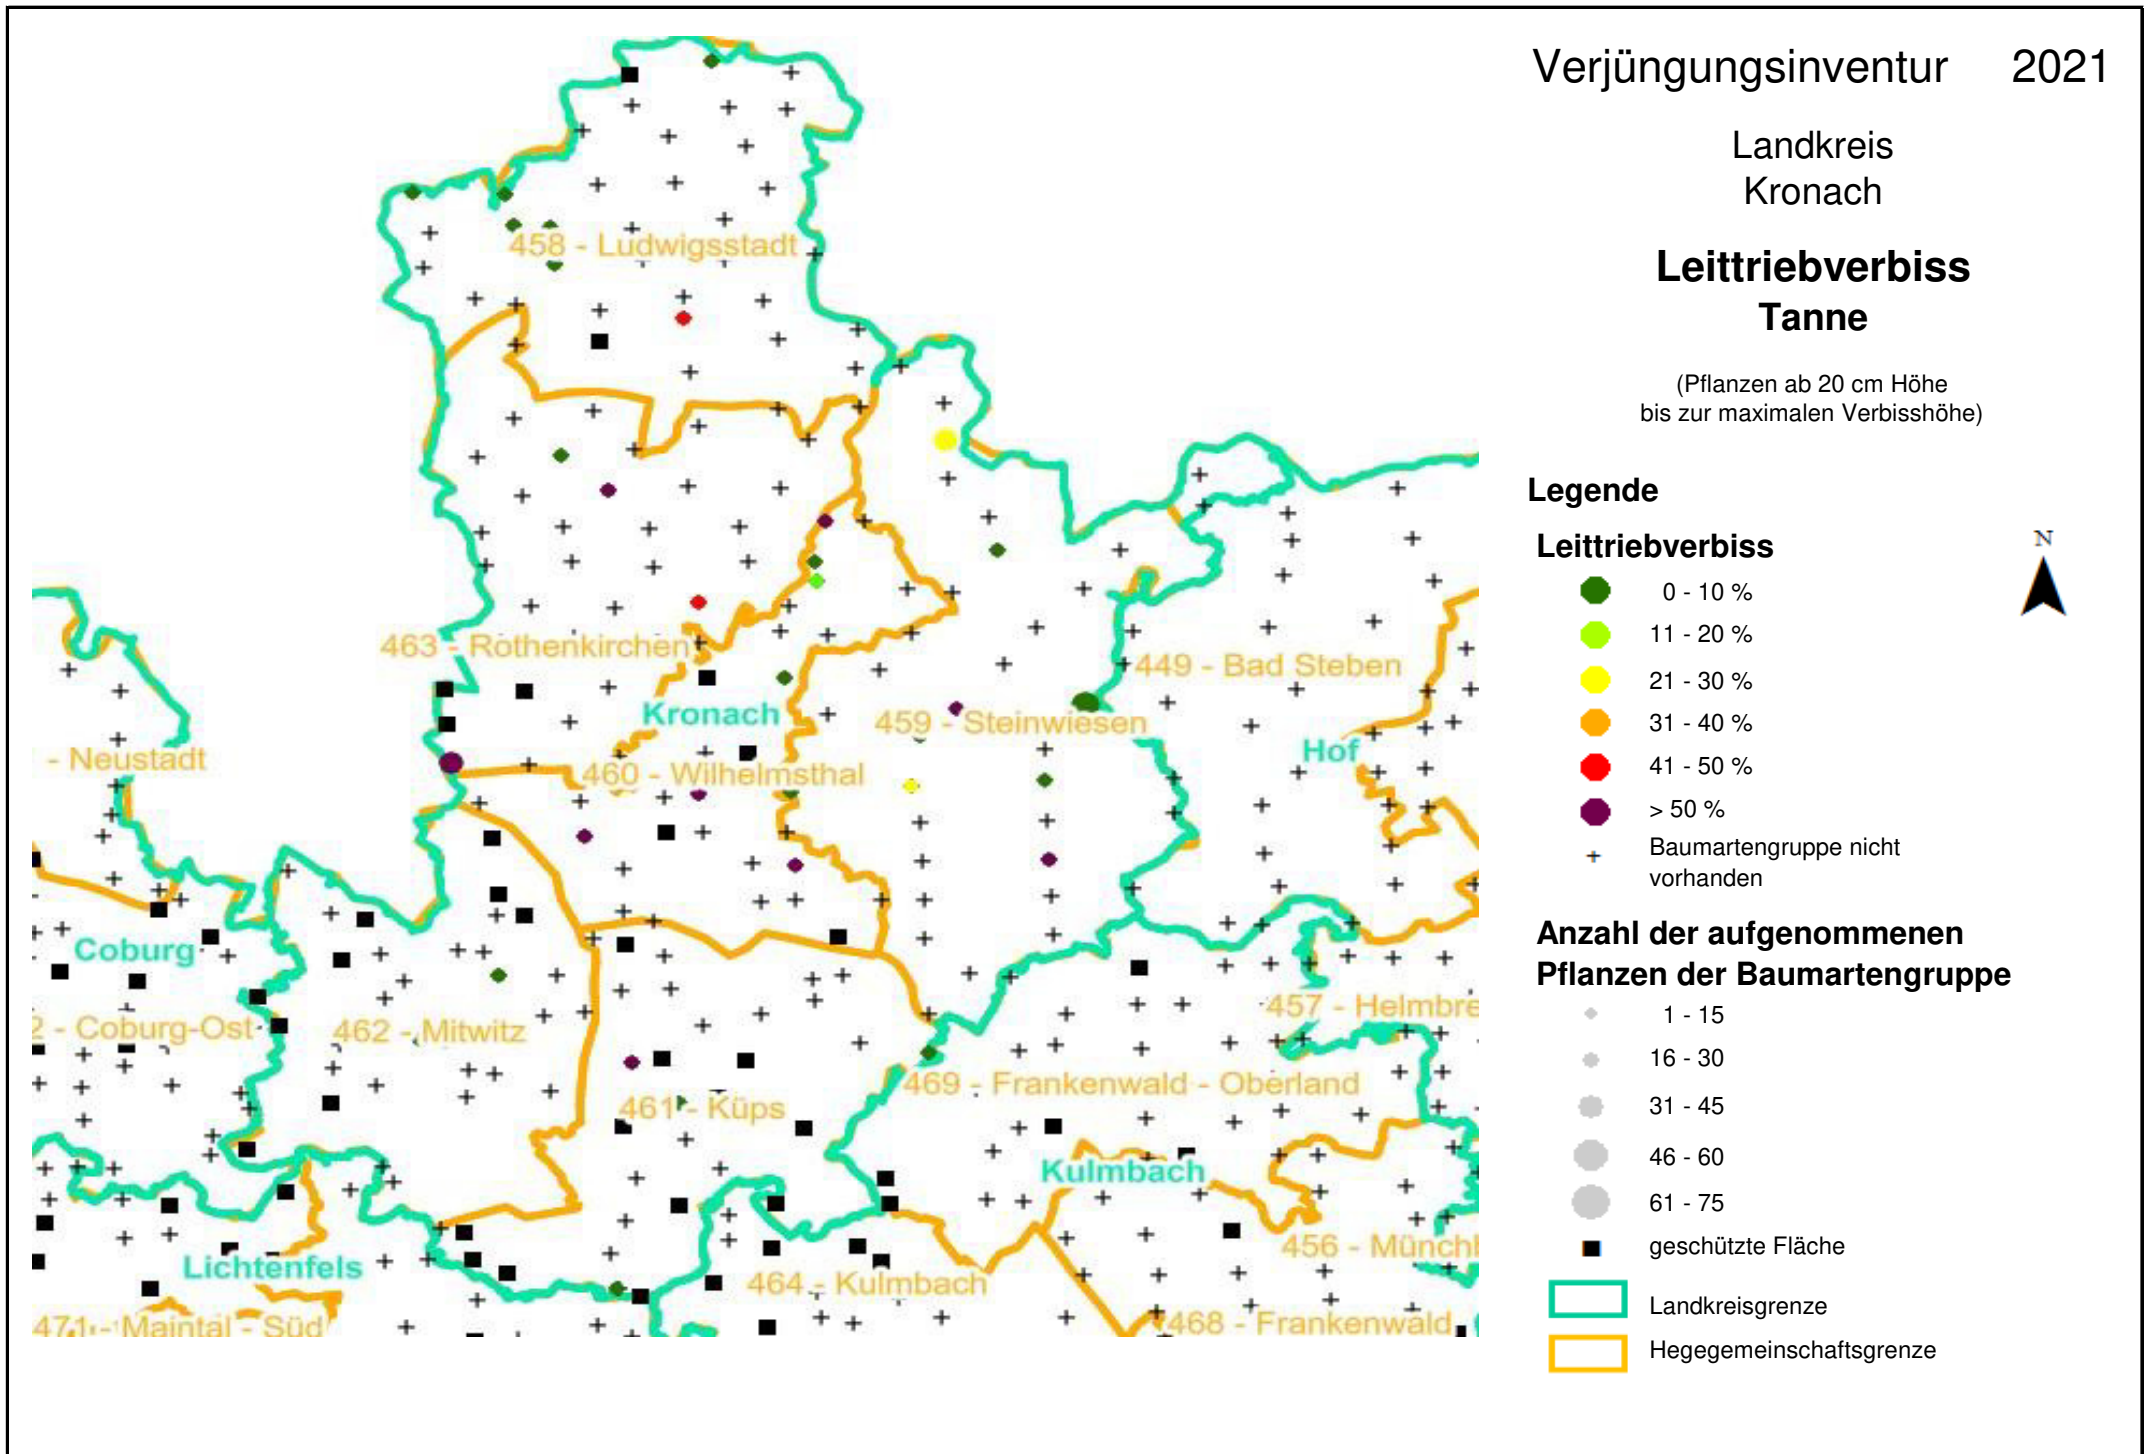 Verjüngungsinventur 2021
Landkreis
Kronach
Leittriebverbiss
Tanne
(Pflanzen ab 20 cm Höhe
bis zur maximalen Verbisshöhe)
Legende
Leittriebverbiss
N
0 - 10 %
11 - 20 %
21 - 30 %
31 - 40 %
41 - 50 %
> 50 %
Baumartengruppe nicht
vorhanden
Anzahl der aufgenommenen
Pflanzen der Baumartengruppe
1 - 15
16 - 30
31 - 45
46 - 60
61 - 75
geschützte Fläche
Landkreisgrenze
Hegegemeinschaftsgrenze
458 - Ludwigsstadt
463 - Rothenkirchen
449 - Bad Steben
Kronach
459 - Steinwiesen
- Neustadt
Hof
460 - Wilhelmsthal
Coburg
2 - Coburg-Ost
462 - Mitwitz
457 - Helmbre
469 - Frankenwald - Oberland
461 - Küps
Kulmbach
Lichtenfels
456 - Münch
464 - Kulmbach
471 - Maintal - Süd
468 - Frankenwald